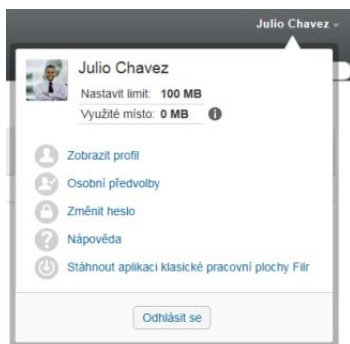 Julio Chavez
Julio Chavez
Nastavit limit: 100 MB
Využité místo: 0 MB
Zobrazit profil
Osobní předvolby
Změnit heslo
Nápověda
Stáhnout aplikaci klasické pracovní plochy Filr
Odhlásit se